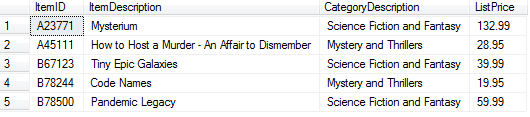 ItemID ItemDescription CategoryDescription ListPrice
1 A23771 Mysterium Science Fiction and Fantasy 132.99
2 A45111 How to Host a Murder - An Affair to Dismember Mystery and Thrillers 28.95
3 B67123 Tiny Epic Galaxies Science Fiction and Fantasy 39.99
4 B78244 Code Names Mystery and Thrillers 19.95
5 B78500 Pandemic Legacy Science Fiction and Fantasy 59.99